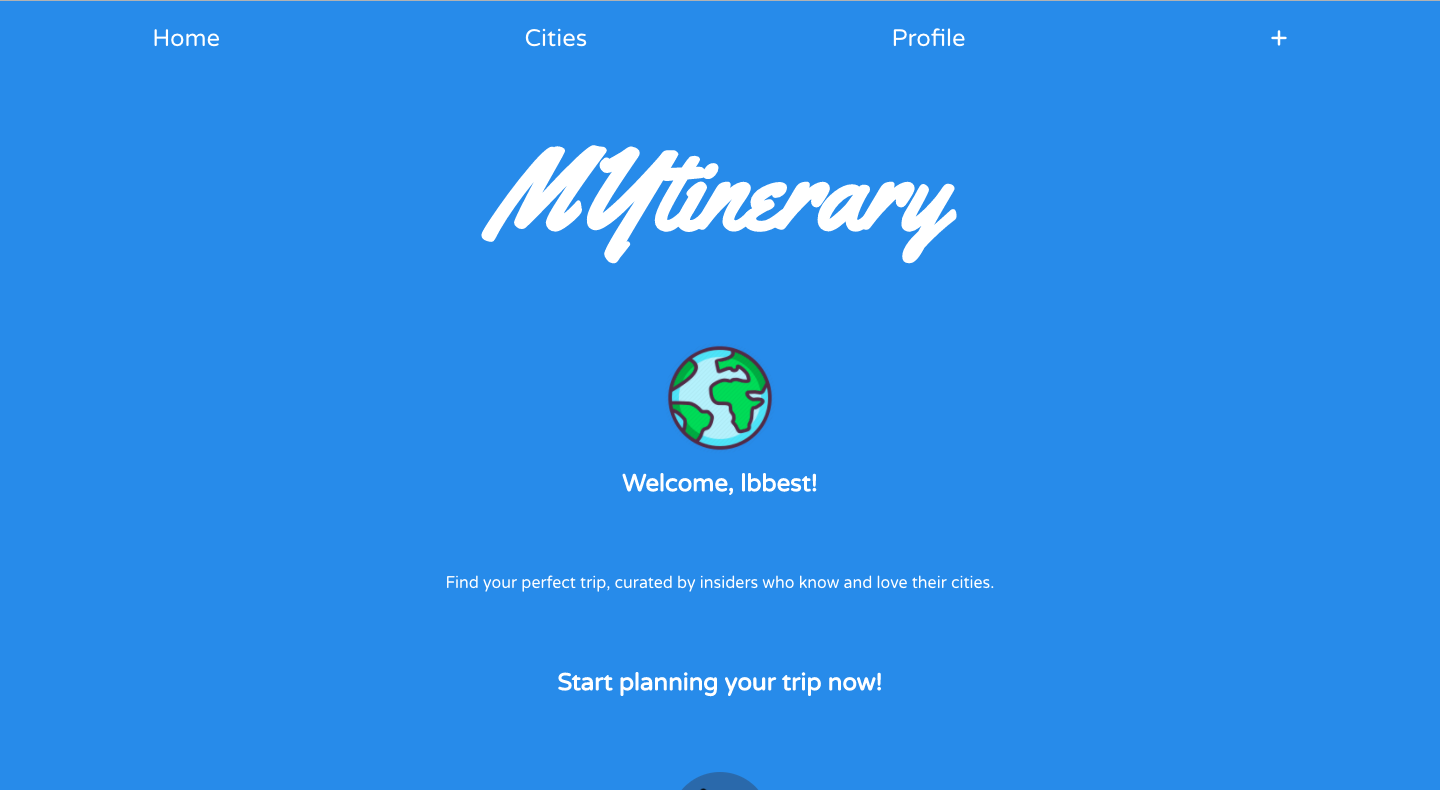 Home Cities Profile +
MYtinerary
Welcome, lbbest!
Find your perfect trip, curated by insiders who know and love their cities.
Start planning your trip now!